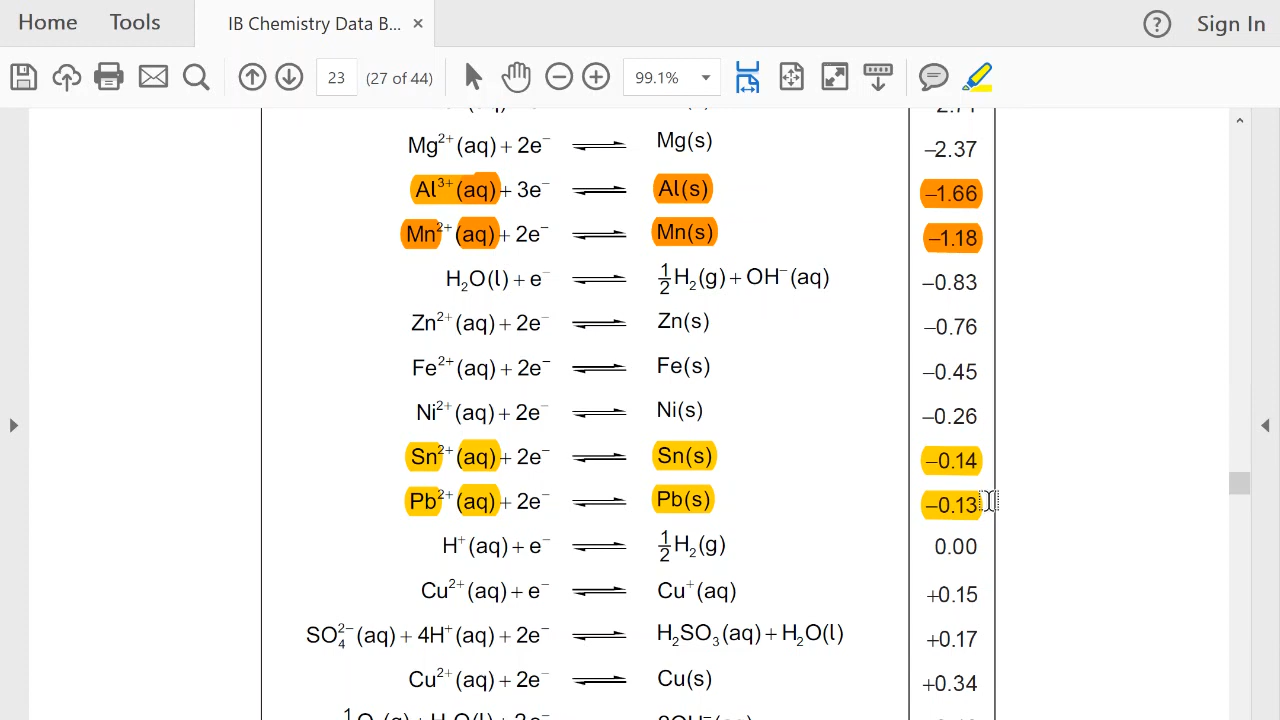 Home Tools IB Chemistry Data B... × ? Sign In
23 (27 of 44) 99.1%
Mg²⁺(aq) + 2e⁻ ⇌ Mg(s) −2.37
Al³⁺(aq) + 3e⁻ ⇌ Al(s) −1.66
Mn²⁺(aq) + 2e⁻ ⇌ Mn(s) −1.18
H₂O(l) + e⁻ ⇌ ½H₂(g) + OH⁻(aq) −0.83
Zn²⁺(aq) + 2e⁻ ⇌ Zn(s) −0.76
Fe²⁺(aq) + 2e⁻ ⇌ Fe(s) −0.45
Ni²⁺(aq) + 2e⁻ ⇌ Ni(s) −0.26
Sn²⁺(aq) + 2e⁻ ⇌ Sn(s) −0.14
Pb²⁺(aq) + 2e⁻ ⇌ Pb(s) −0.13
H⁺(aq) + e⁻ ⇌ ½H₂(g) 0.00
Cu²⁺(aq) + e⁻ ⇌ Cu⁺(aq) +0.15
SO₄²⁻(aq) + 4H⁺(aq) + 2e⁻ ⇌ H₂SO₃(aq) + H₂O(l) +0.17
Cu²⁺(aq) + 2e⁻ ⇌ Cu(s) +0.34